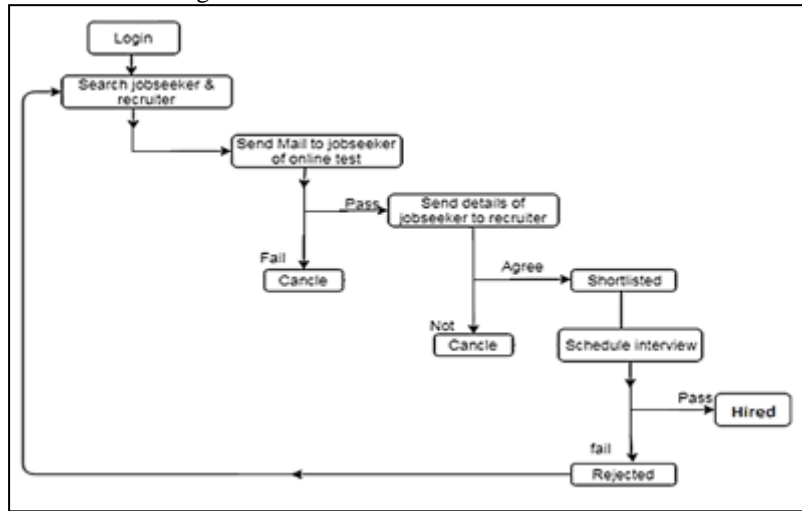 Login
Search jobseeker &
recruiter
Send Mail to jobseeker
of online test
Pass
Send details of
jobseeker to recruiter
Fail
Cancle
Agree
Shortlisted
Not
Cancle
Schedule interview
Pass
Hired
fail
Rejected